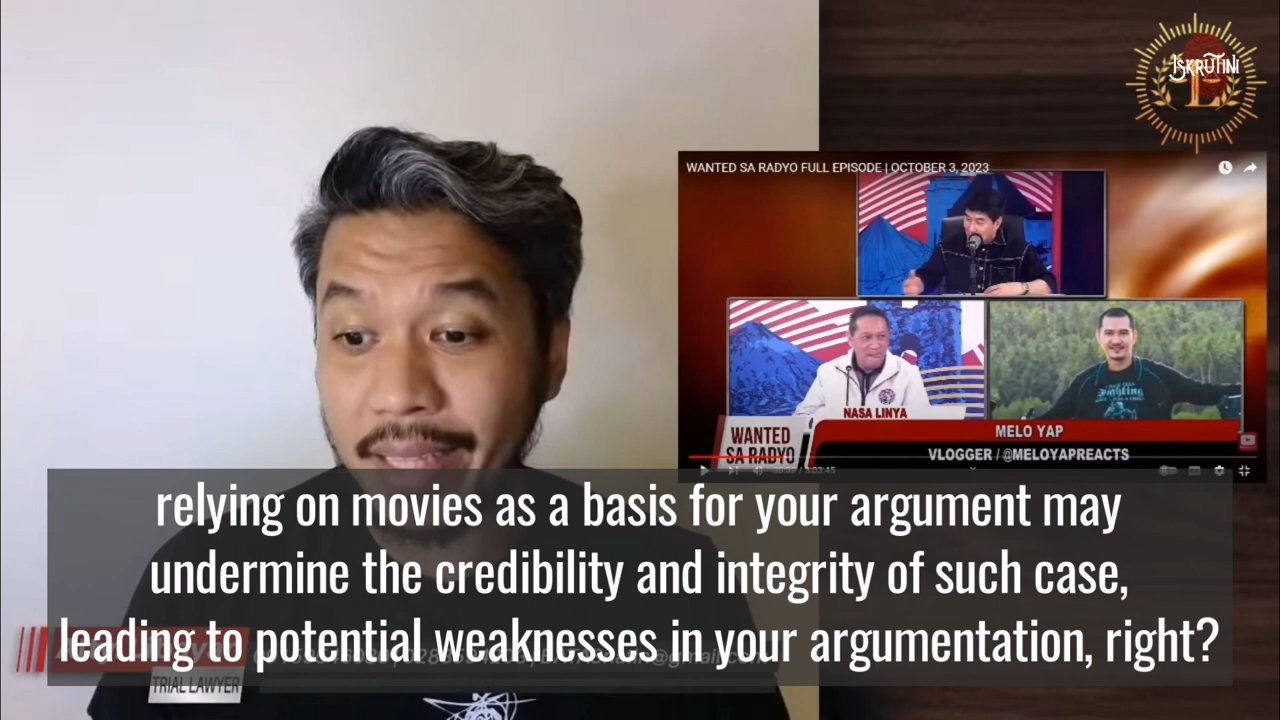 ISKRUTINI
L
WANTED SA RADYO FULL EPISODE | OCTOBER 3, 2023
Fighting
NASA LINYA
WANTED
SA RADYO
MELO YAP
VLOGGER / @MELOYAPREACTS
relying on movies as a basis for your argument may
undermine the credibility and integrity of such case,
leading to potential weaknesses in your argumentation, right?
TRIAL LAWYER